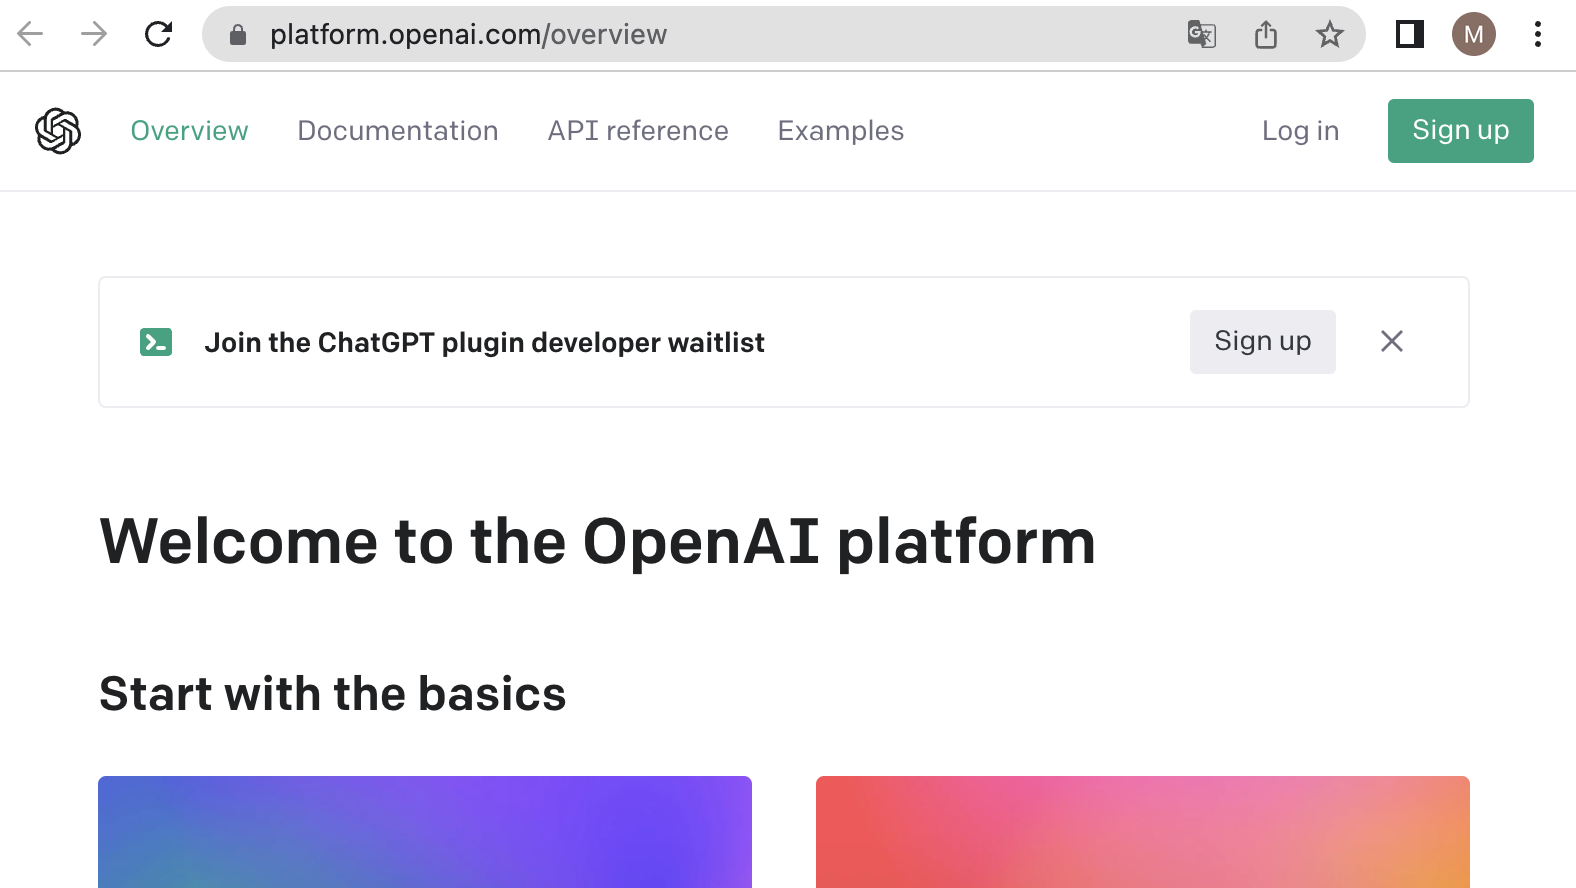 platform.openai.com/overview
M
Overview Documentation API reference Examples Log in Sign up
Join the ChatGPT plugin developer waitlist Sign up
Welcome to the OpenAI platform
Start with the basics